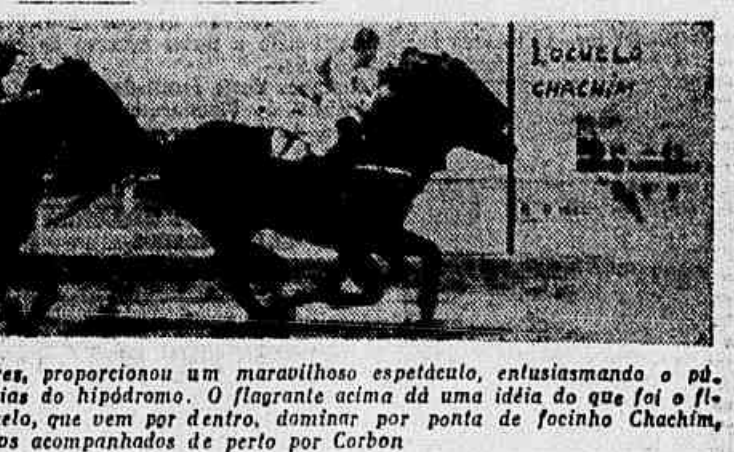 LOCUELO
CHACHIM
res, proporcionou um maravilhoso espetáculo, entusiasmando o pú-
ias do hipódromo. O flagrante acima dá uma idéia do que foi o fi-
elo, que vem por dentro, dominar por ponta de focinho Chachim,
os acompanhados de perto por Corbon